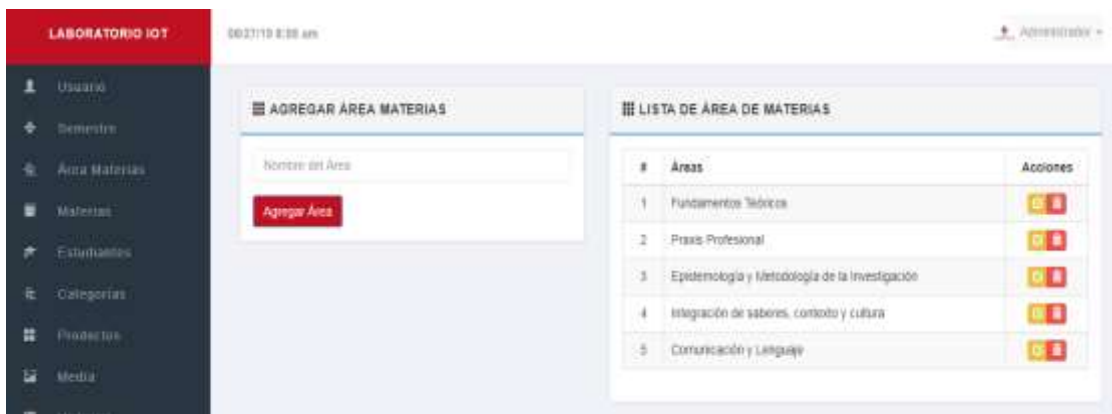 LABORATORIO IOT
Administrador
Usuario
Semestre
Área Materias
Materias
Estudiantes
Categorías
Productos
Media
AGREGAR ÁREA MATERIAS
Nombre del Área
Agregar Área
LISTA DE ÁREA DE MATERIAS
# Áreas Acciones
1 Fundamentos Teóricos
2 Praxis Profesional
3 Epistemología y Metodología de la Investigación
4 Integración de saberes, contexto y cultura
5 Comunicación y Lenguaje